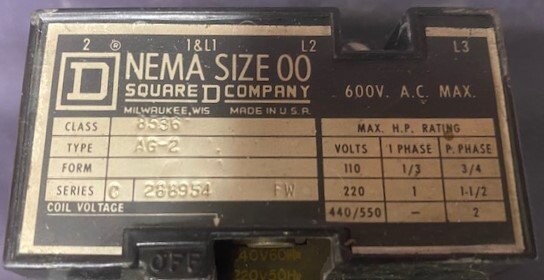 2 ® 1&L1 L2 L3
D NEMA SIZE 00
SQUARE D COMPANY 600V. A.C. MAX.
MILWAUKEE, WIS MADE IN U.S.A.
CLASS 8536 MAX. H.P. RATING
TYPE AG-2 VOLTS 1 PHASE P. PHASE
FORM 110 1/3 3/4
SERIES C 288954 FW 220 1 1-1/2
COIL VOLTAGE 440/550 – 2
OFF
240V60Hz
220V50Hz